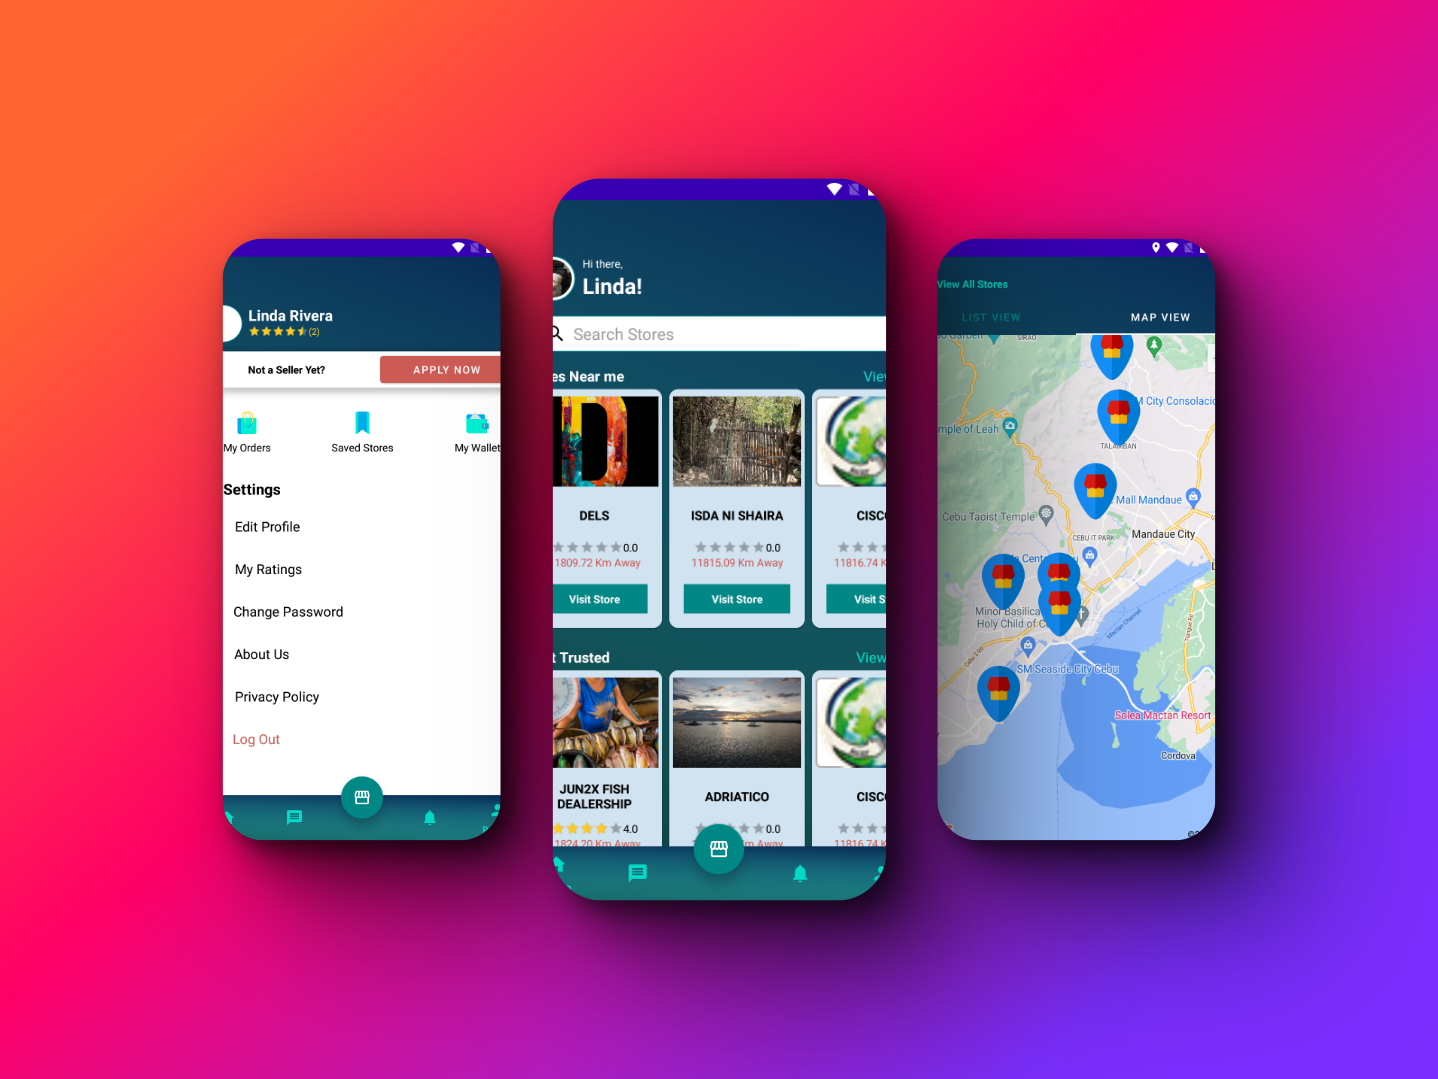 Linda Rivera
(2)
Not a Seller Yet?
APPLY NOW
My Orders
Saved Stores
My Wallet
Settings
Edit Profile
My Ratings
Change Password
About Us
Privacy Policy
Log Out
Hi there,
Linda!
Search Stores
es Near me
View
DELS
ISDA NI SHAIRA
CISC
0.0
0.0
1809.72 Km Away
11815.09 Km Away
11816.74 K
Visit Store
Visit Store
Visit S
t Trusted
View
JUN2X FISH
DEALERSHIP
ADRIATICO
CISC
4.0
0.0
1824.20 Km Away
m Away
11816.74 K
View All Stores
LIST VIEW
MAP VIEW
SIRAO
M City Consolacic
mple of Leah
TALAMBAN
Mall Mandaue
Cebu Taoist Temple
CEBU IT PARK
Mandaue City
Minor Basilica
Holy Child of C
Mactan Channel
Cebu S Rd
SM Seaside City Cebu
Solea Mactan Resort
Cordova